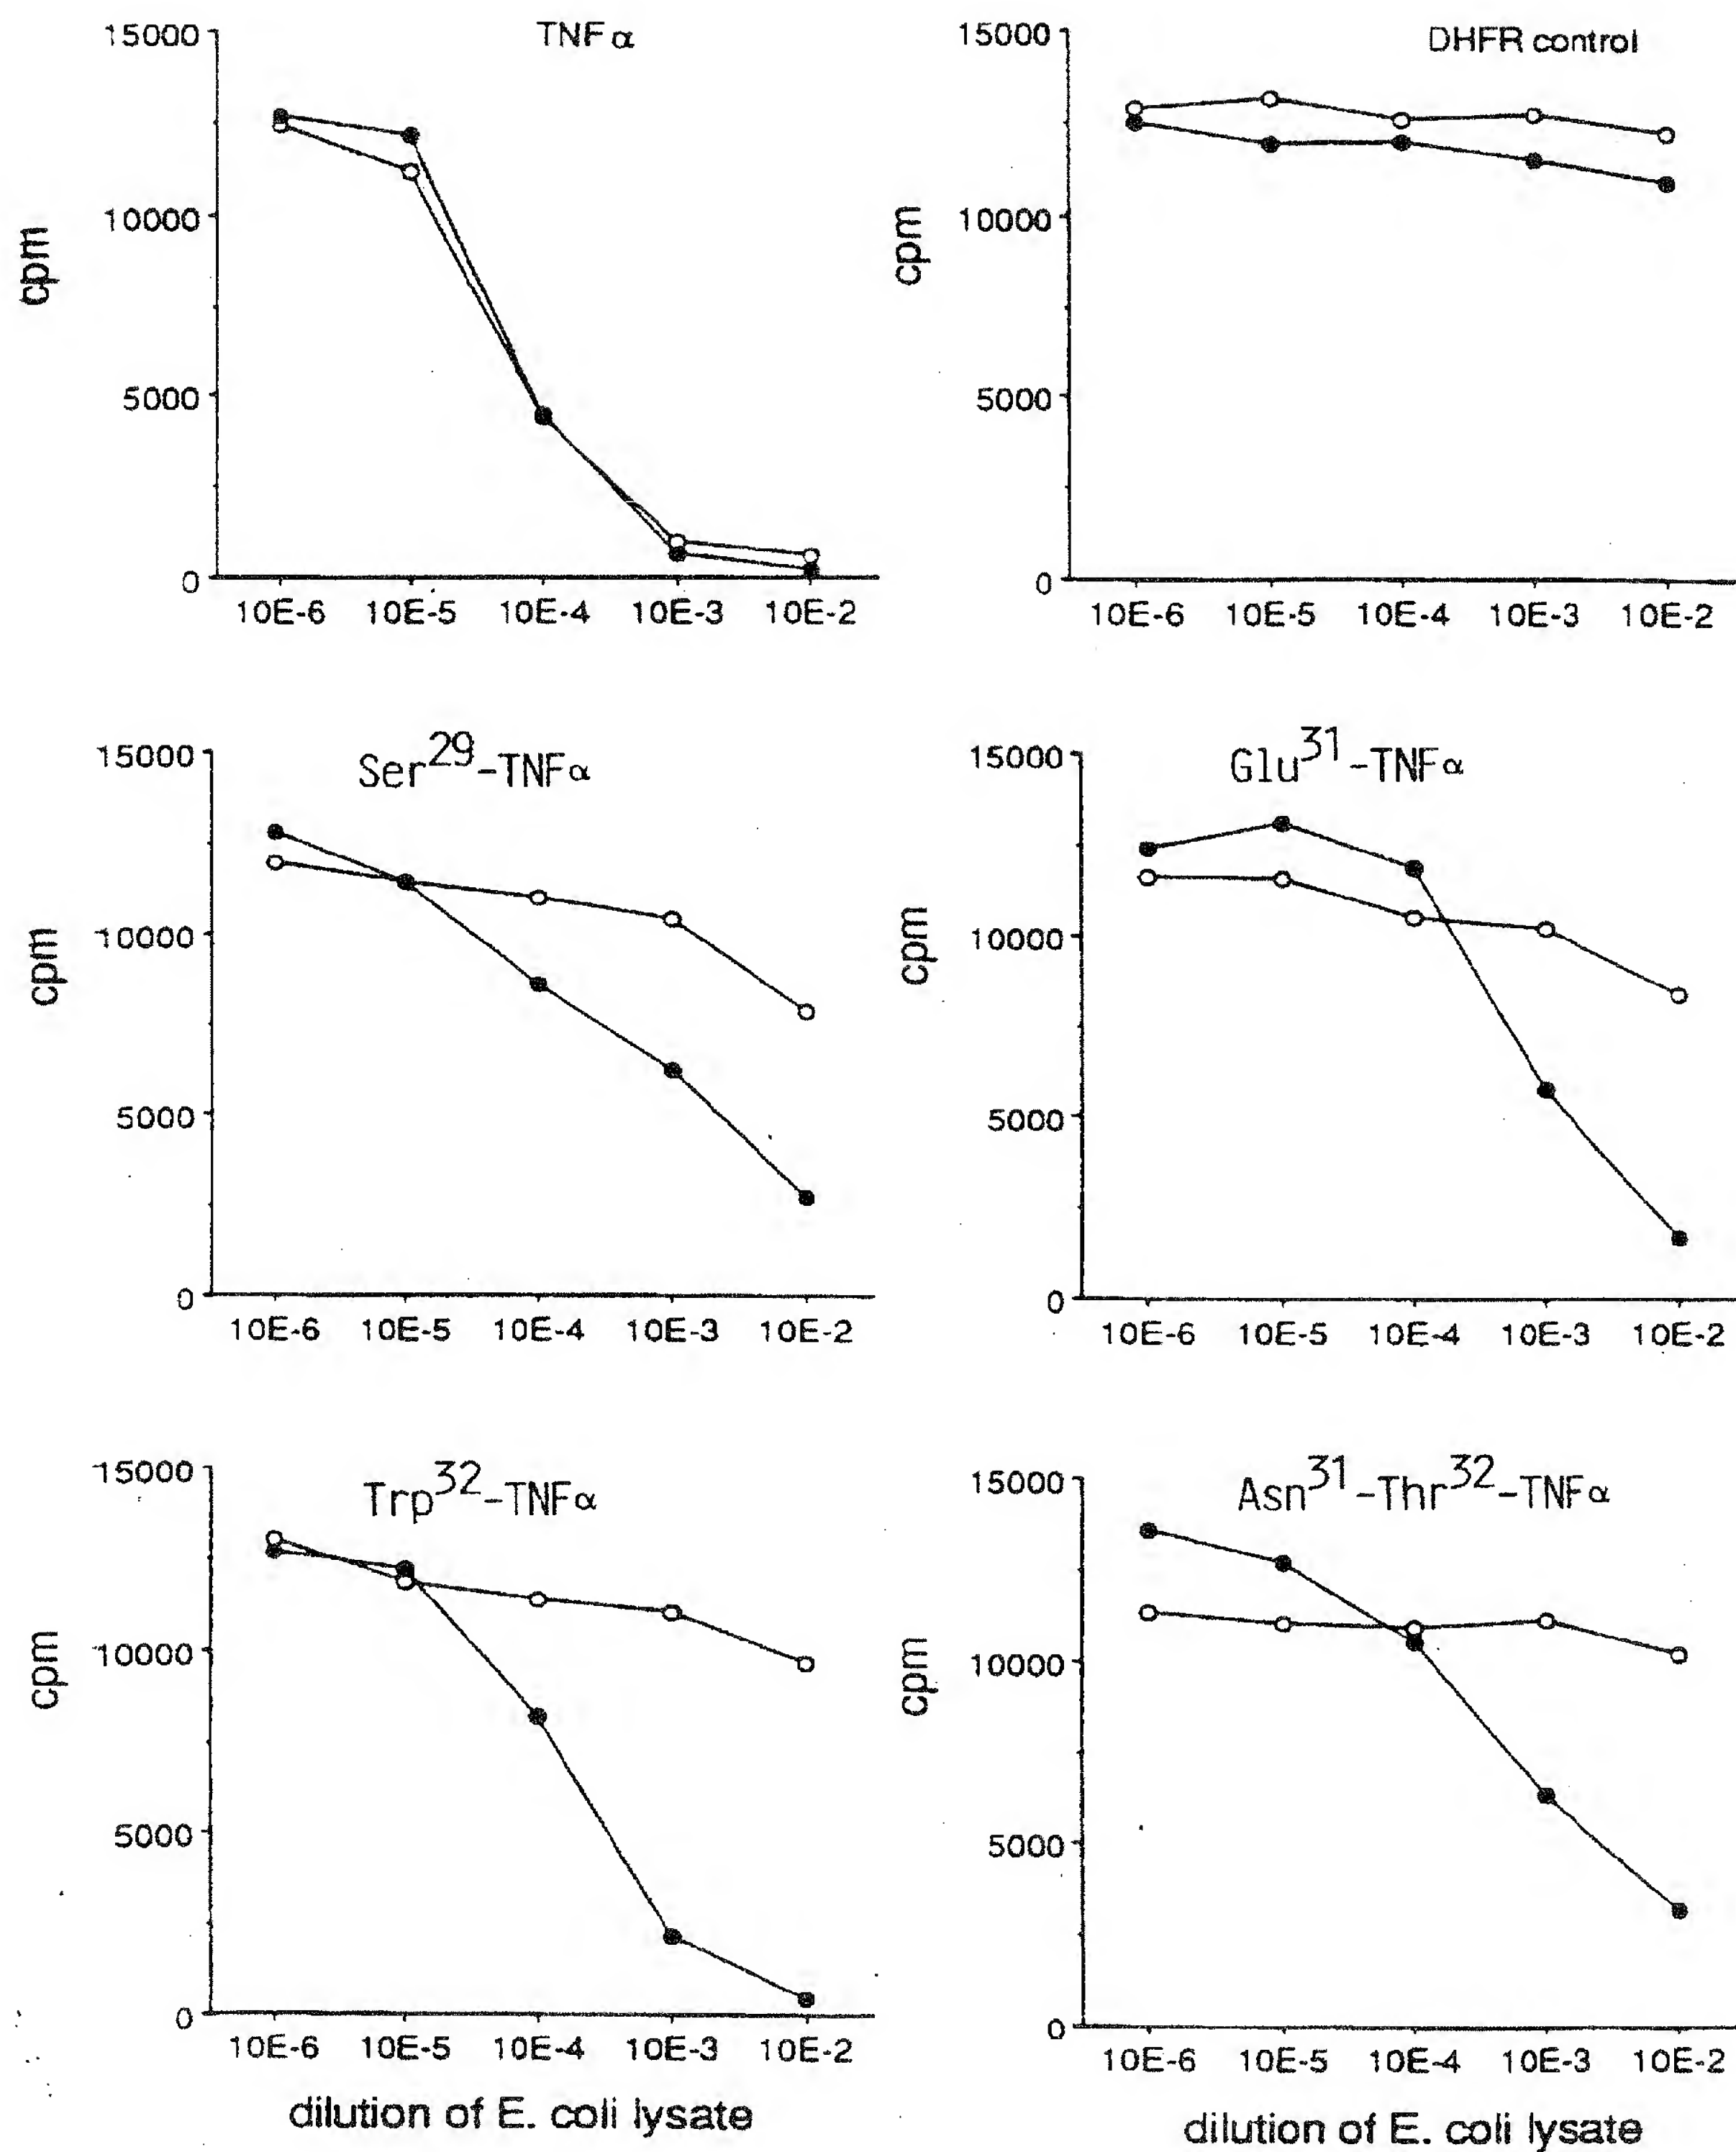 TNFα
15000
10000
5000
0
cpm
10E-6 10E-5 10E-4 10E-3 10E-2
DHFR control
15000
10000
5000
0
cpm
10E-6 10E-5 10E-4 10E-3 10E-2
Ser29-TNFα
15000
10000
5000
0
cpm
10E-6 10E-5 10E-4 10E-3 10E-2
Glu31-TNFα
15000
10000
5000
0
cpm
10E-6 10E-5 10E-4 10E-3 10E-2
Trp32-TNFα
15000
10000
5000
0
cpm
10E-6 10E-5 10E-4 10E-3 10E-2
dilution of E. coli lysate
Asn31-Thr32-TNFα
15000
10000
5000
0
cpm
10E-6 10E-5 10E-4 10E-3 10E-2
dilution of E. coli lysate